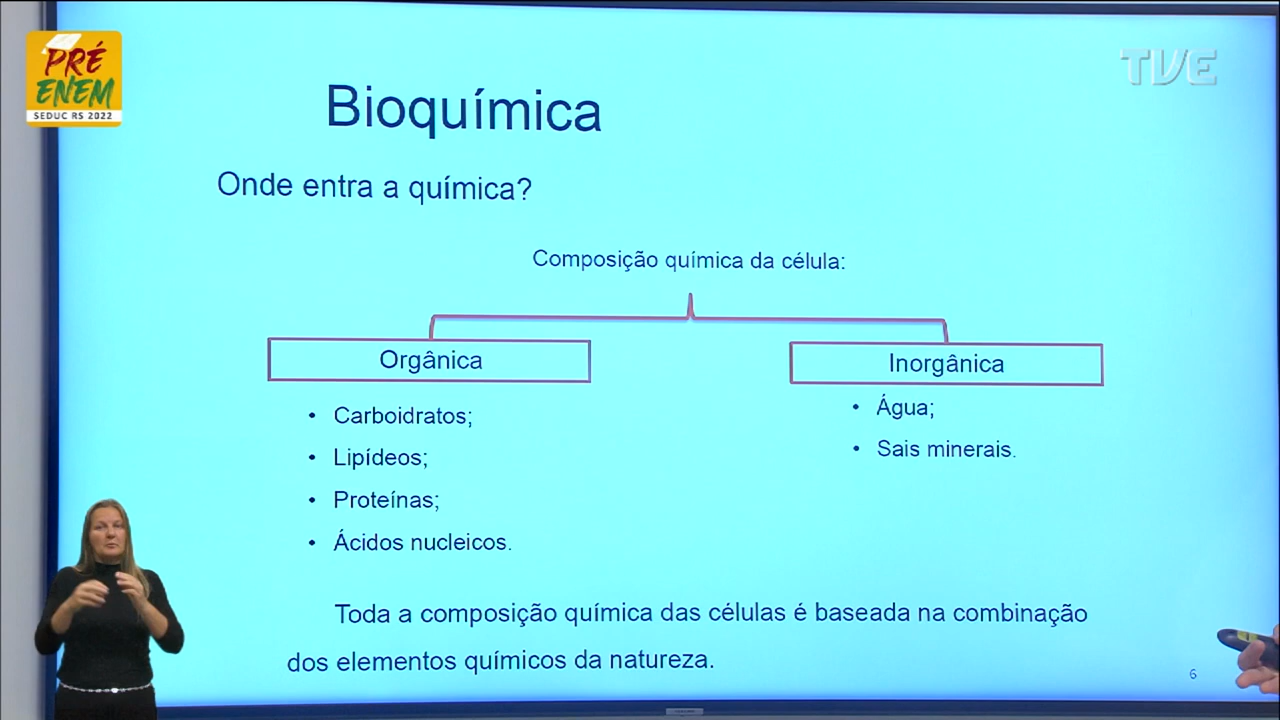 PRÉ
ENEM
SEDUC RS 2022
TVE
Bioquímica
Onde entra a química?
Composição química da célula:
Orgânica
Inorgânica
• Carboidratos;
• Lipídeos;
• Proteínas;
• Ácidos nucleicos.
• Água;
• Sais minerais.
Toda a composição química das células é baseada na combinação
dos elementos químicos da natureza.
6